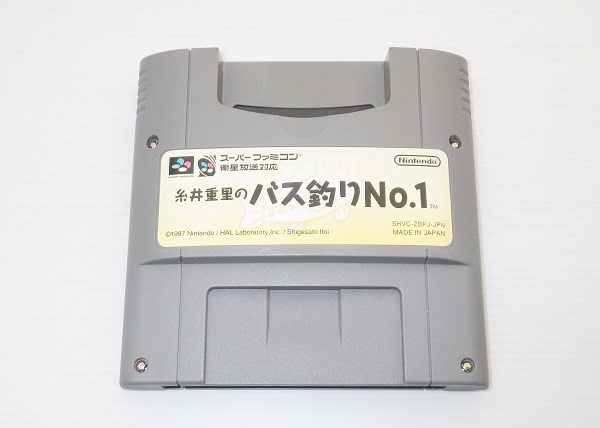 スーパーファミコン
衛星放送対応
Nintendo
糸井重里のバス釣りNo.1
TM
SHVC-ZBPJ-JPN
©1997 Nintendo / HAL Laboratory,Inc. / Shigesato Itoi
MADE IN JAPAN